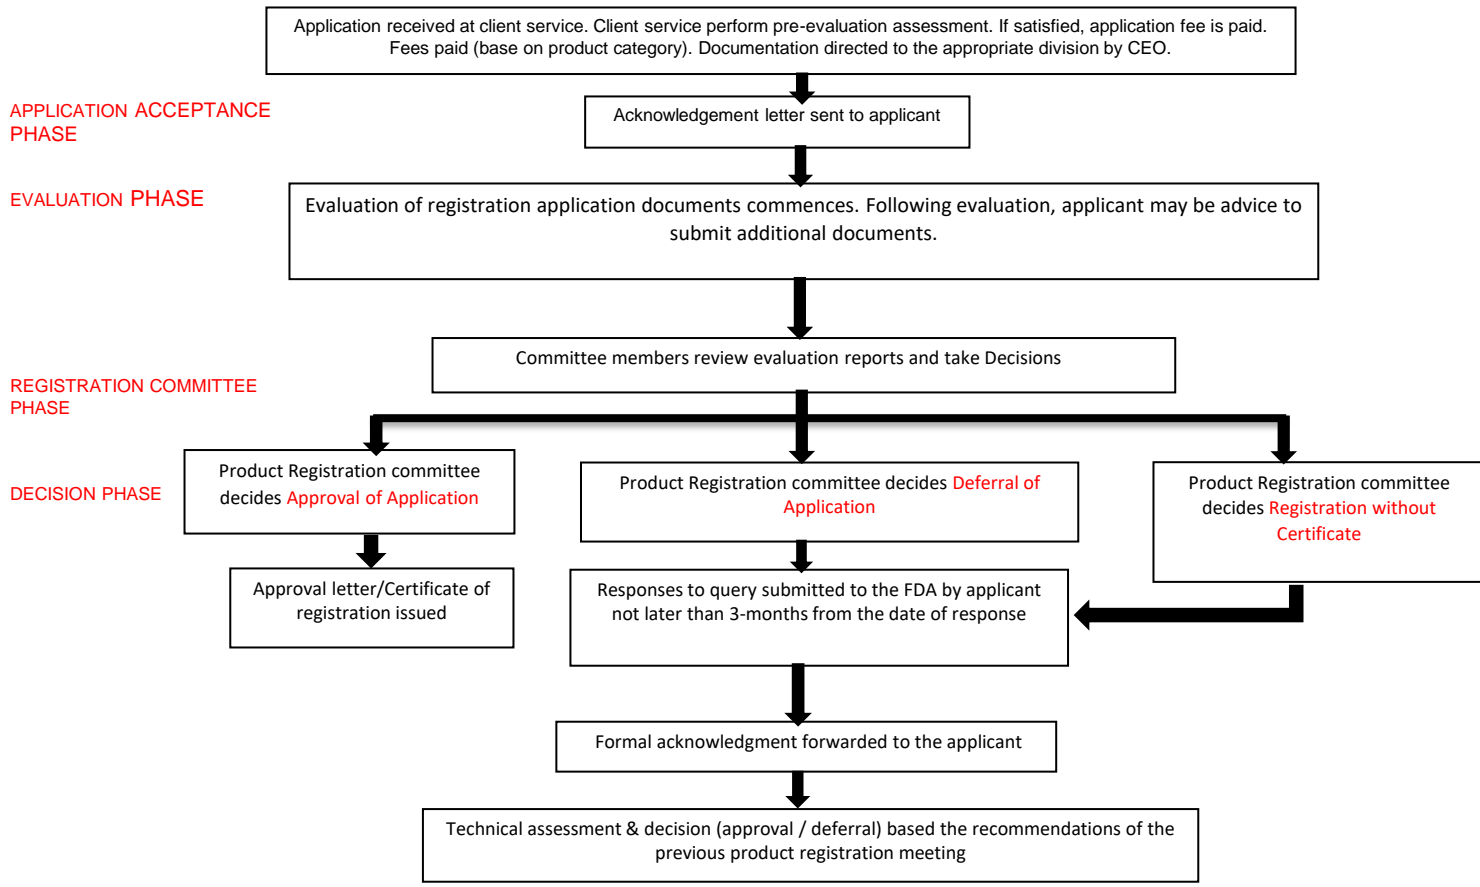 Application received at client service. Client service perform pre-evaluation assessment. If satisfied, application fee is paid.
Fees paid (base on product category). Documentation directed to the appropriate division by CEO.
APPLICATION ACCEPTANCE
PHASE
Acknowledgement letter sent to applicant
EVALUATION PHASE
Evaluation of registration application documents commences. Following evaluation, applicant may be advice to
submit additional documents.
Committee members review evaluation reports and take Decisions
REGISTRATION COMMITTEE
PHASE
DECISION PHASE
Product Registration committee
decides Approval of Application
Product Registration committee decides Deferral of
Application
Product Registration committee
decides Registration without
Certificate
Approval letter/Certificate of
registration issued
Responses to query submitted to the FDA by applicant
not later than 3-months from the date of response
Formal acknowledgment forwarded to the applicant
Technical assessment & decision (approval / deferral) based the recommendations of the
previous product registration meeting